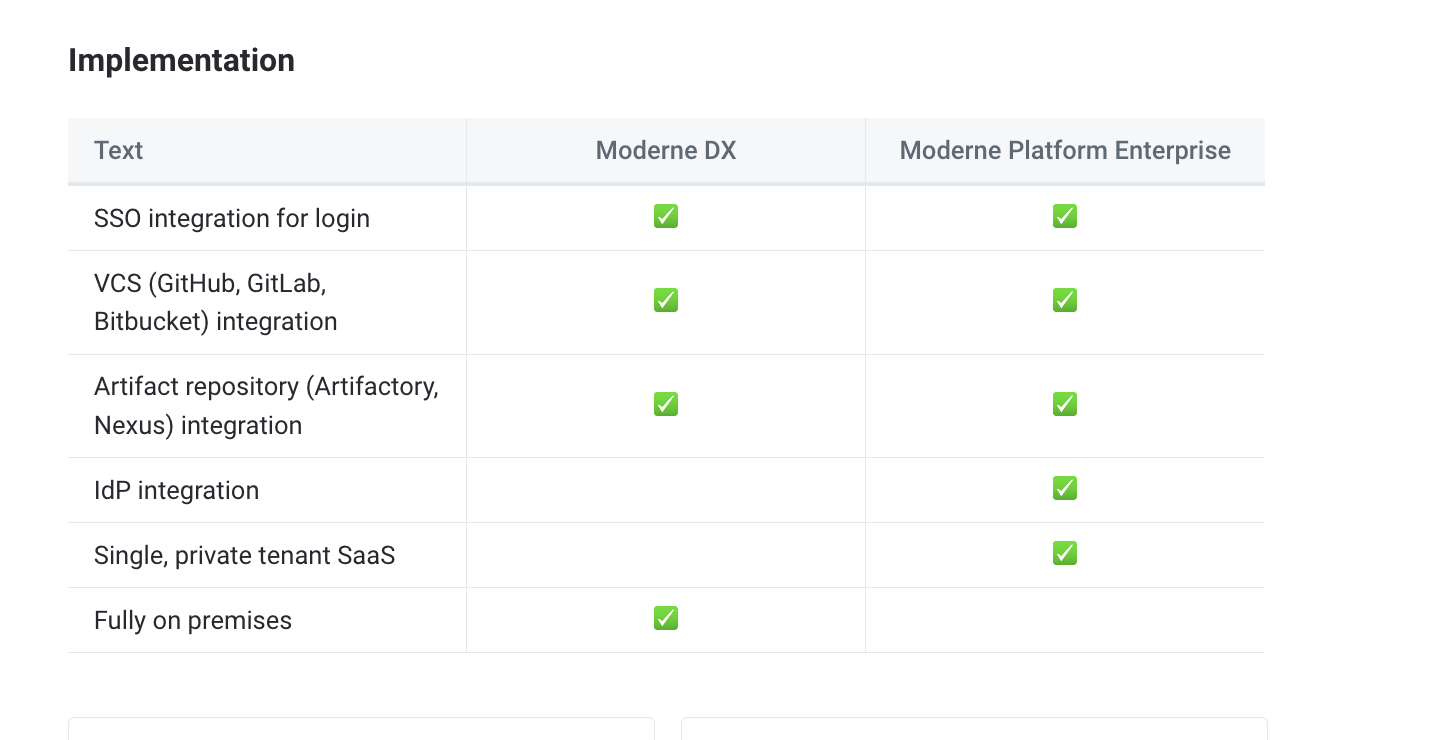 Implementation
Text Moderne DX Moderne Platform Enterprise
SSO integration for login ✅ ✅
VCS (GitHub, GitLab,
Bitbucket) integration ✅ ✅
Artifact repository (Artifactory,
Nexus) integration ✅ ✅
IdP integration ✅
Single, private tenant SaaS ✅
Fully on premises ✅